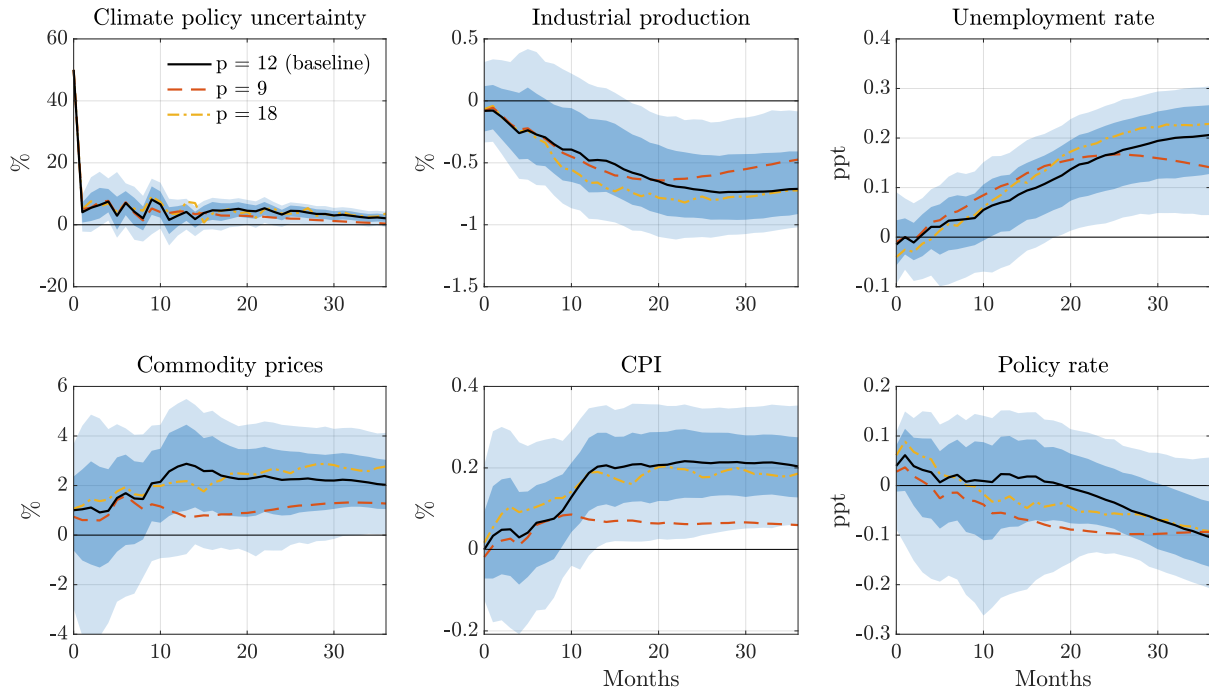 Climate policy uncertainty
60
40
20
0
-20
%
0 10 20 30
p = 12 (baseline)
p = 9
p = 18
Industrial production
0.5
0
-0.5
-1
-1.5
%
0 10 20 30
Unemployment rate
0.4
0.3
0.2
0.1
0
-0.1
ppt
0 10 20 30
Commodity prices
6
4
2
0
-2
-4
%
0 10 20 30
CPI
0.4
0.2
0
-0.2
%
0 10 20 30
Months
Policy rate
0.2
0.1
0
-0.1
-0.2
-0.3
ppt
0 10 20 30
Months